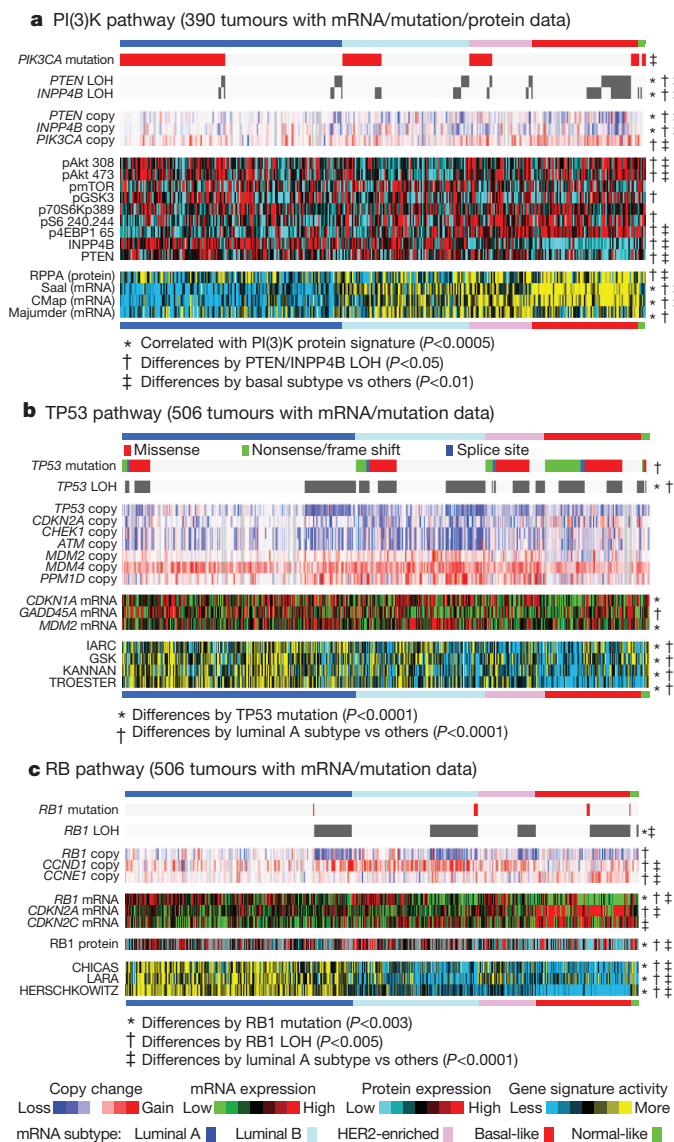 a PI(3)K pathway (390 tumours with mRNA/mutation/protein data)
PIK3CA mutation ‡
PTEN LOH * † ‡
INPP4B LOH * † ‡
PTEN copy * † ‡
INPP4B copy * † ‡
PIK3CA copy † ‡
pAkt 308 † ‡
pAkt 473 † ‡
pmTOR
pGSK3 †
p70S6Kp389
pS6 240.244 †
p4EBP1 65 † ‡
INPP4B † ‡
PTEN † ‡
RPPA (protein) † ‡
Saal (mRNA) * † ‡
CMap (mRNA) * † ‡
Majumder (mRNA) * †
* Correlated with PI(3)K protein signature (P<0.0005)
† Differences by PTEN/INPP4B LOH (P<0.05)
‡ Differences by basal subtype vs others (P<0.01)
b TP53 pathway (506 tumours with mRNA/mutation data)
Missense Nonsense/frame shift Splice site
TP53 mutation †
TP53 LOH * †
TP53 copy
CDKN2A copy
CHEK1 copy
ATM copy
MDM2 copy
MDM4 copy
PPM1D copy
CDKN1A mRNA *
GADD45A mRNA †
MDM2 mRNA *
IARC * †
GSK * †
KANNAN * †
TROESTER * †
* Differences by TP53 mutation (P<0.0001)
† Differences by luminal A subtype vs others (P<0.0001)
c RB pathway (506 tumours with mRNA/mutation data)
RB1 mutation
RB1 LOH *‡
RB1 copy †
CCND1 copy † ‡
CCNE1 copy † ‡
RB1 mRNA * † ‡
CDKN2A mRNA † ‡
CDKN2C mRNA ‡
RB1 protein * † ‡
CHICAS * † ‡
LARA * † ‡
HERSCHKOWITZ * † ‡
* Differences by RB1 mutation (P<0.003)
† Differences by RB1 LOH (P<0.005)
‡ Differences by luminal A subtype vs others (P<0.0001)
Copy change mRNA expression Protein expression Gene signature activity
Loss Gain Low High Low High Less More
mRNA subtype: Luminal A Luminal B HER2-enriched Basal-like Normal-like